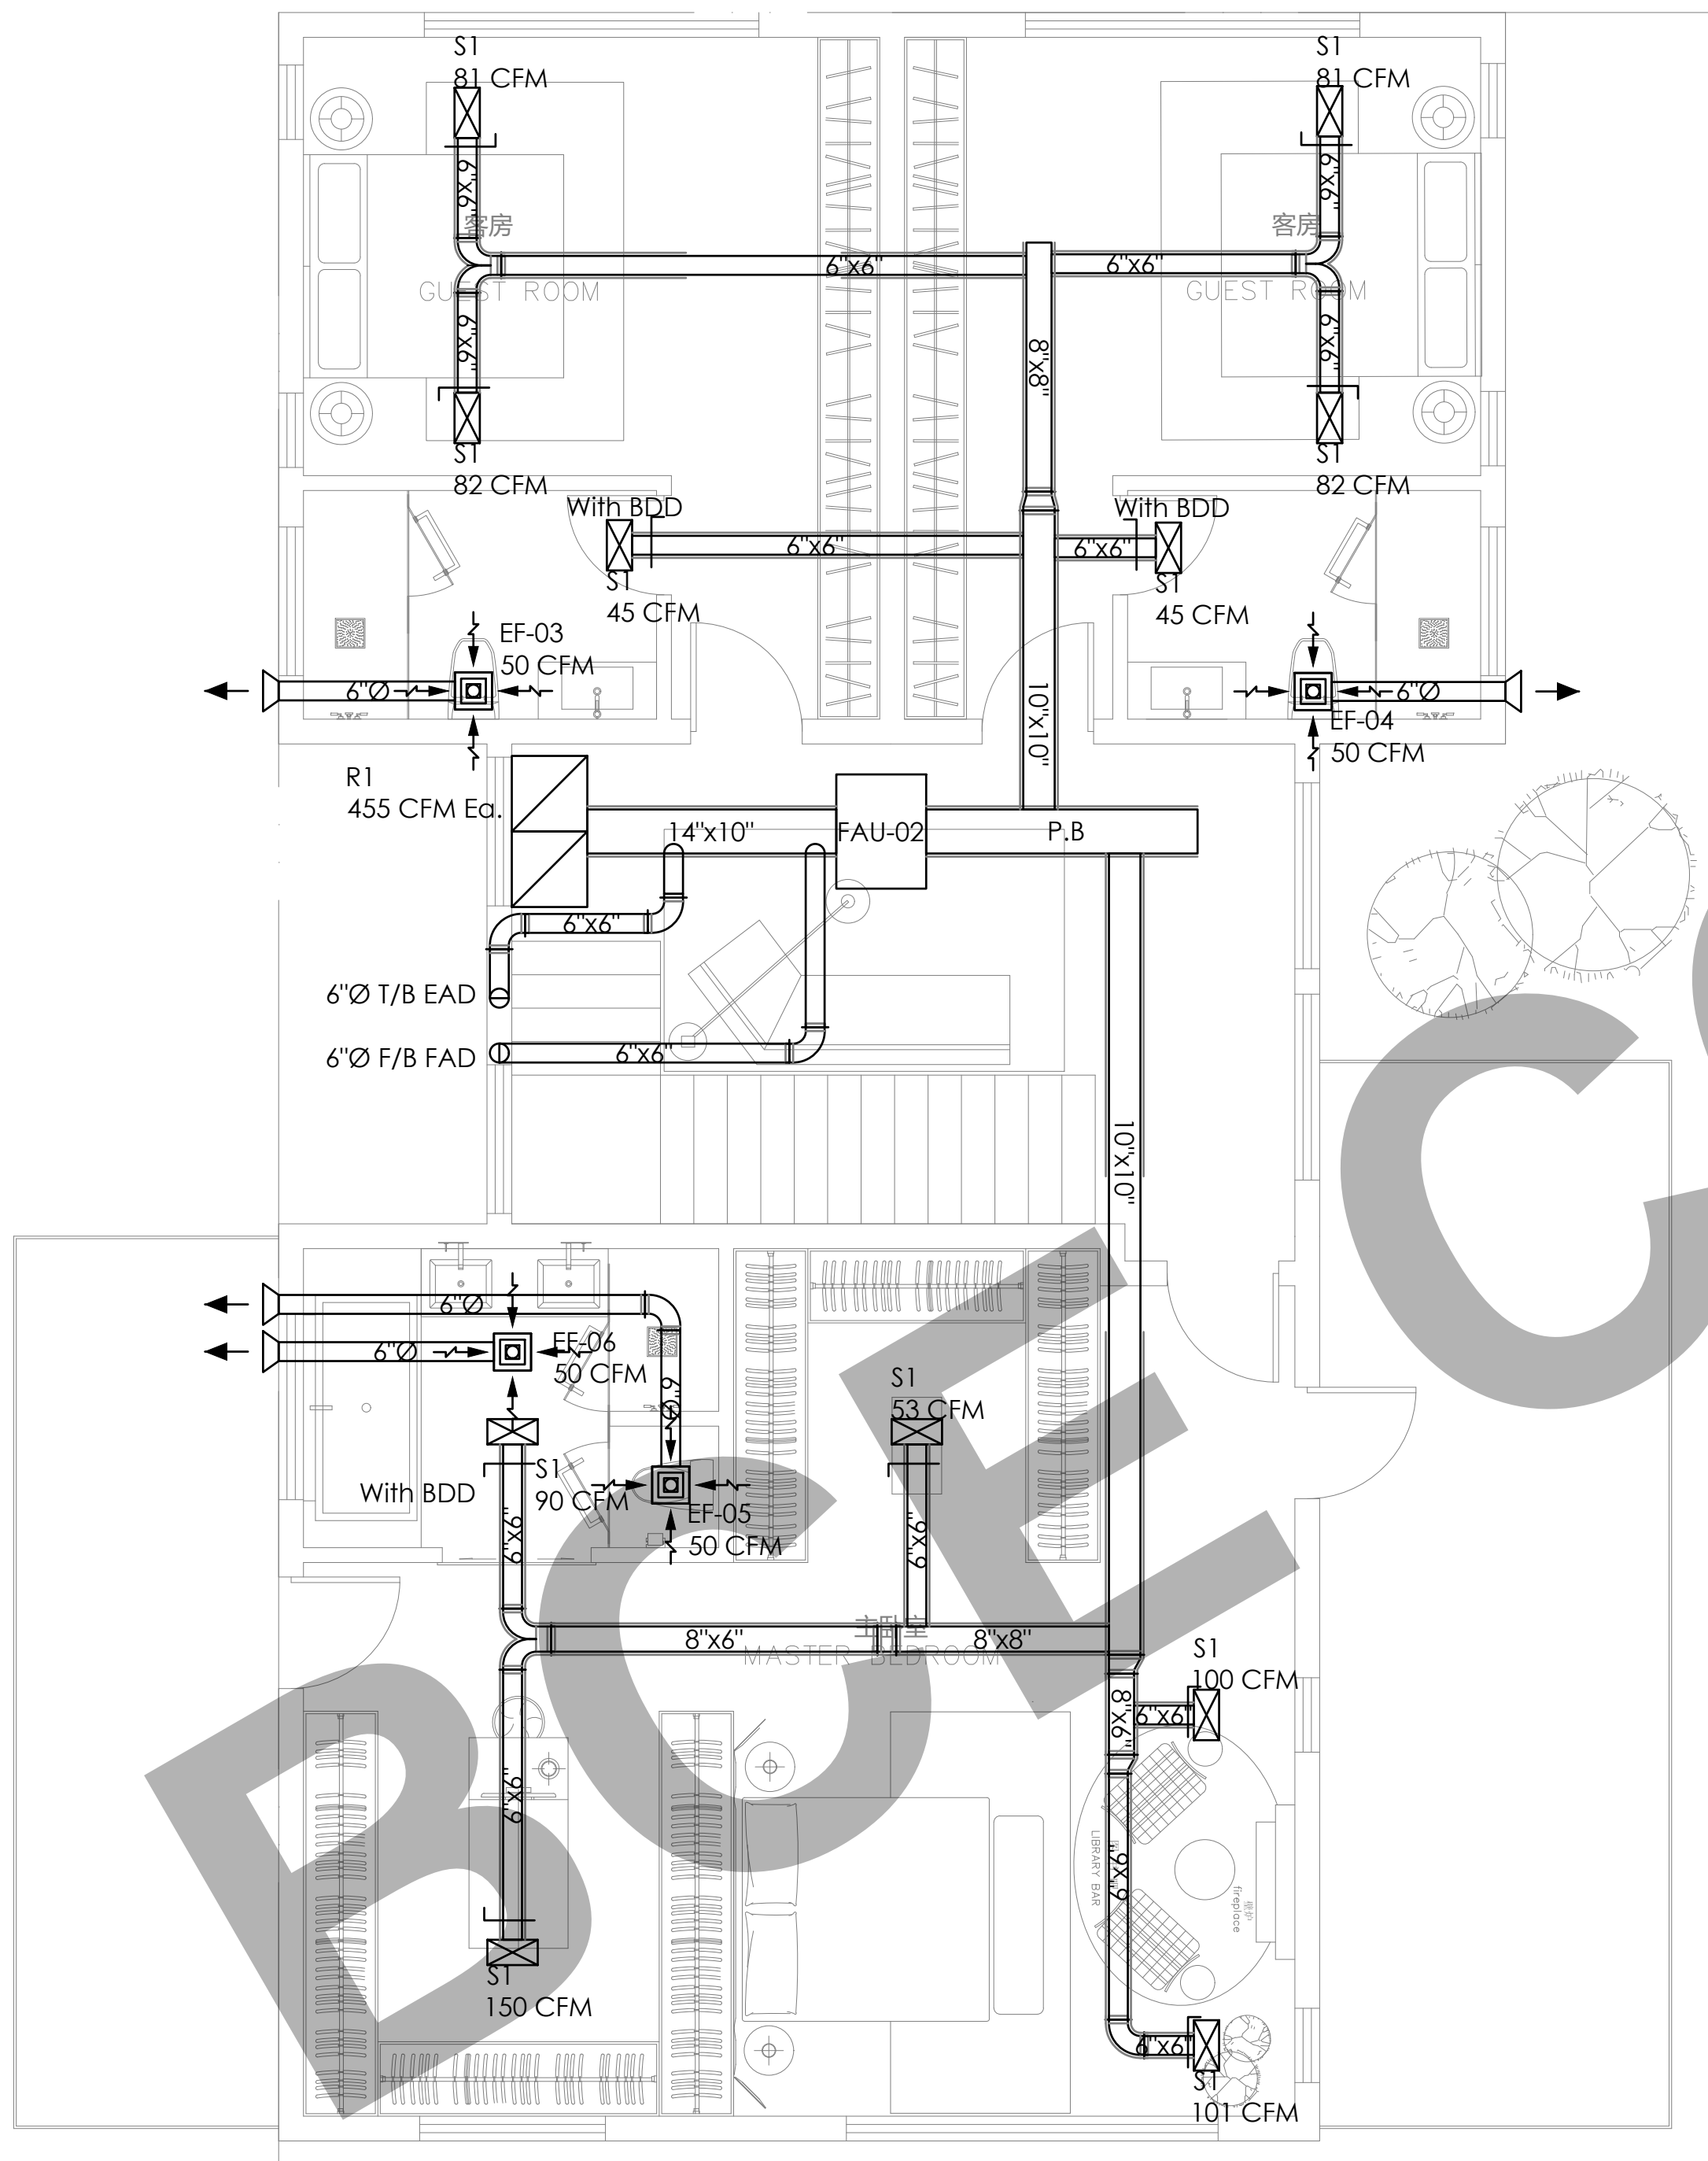 S1
81 CFM
S1
81 CFM
6"x6"
6"x6"
客房
客房
6"x6"
6"x6"
GUEST ROOM
GUEST ROOM
6"x6"
6"x6"
8"x8"
S1
82 CFM
S1
82 CFM
With BDD
With BDD
6"x6"
6"x6"
S1
45 CFM
S1
45 CFM
EF-03
50 CFM
6"Ø
6"Ø
EF-04
50 CFM
10"x10"
R1
455 CFM Ea.
14"x10"
FAU-02
P.B
6"x6"
6"Ø T/B EAD
6"Ø F/B FAD
6"x6"
10"x10"
6"Ø
6"Ø
EF-06
50 CFM
6"Ø
S1
53 CFM
With BDD
S1
90 CFM
EF-05
50 CFM
6"x6"
6"x6"
主卧室
MASTER BEDROOM
8"x6"
8"x8"
S1
100 CFM
8"x6"
6"x6"
6"x6"
LIBRARY BAR
6"x6"
壁炉
fireplace
S1
150 CFM
6"x6"
S1
101 CFM
BCE C